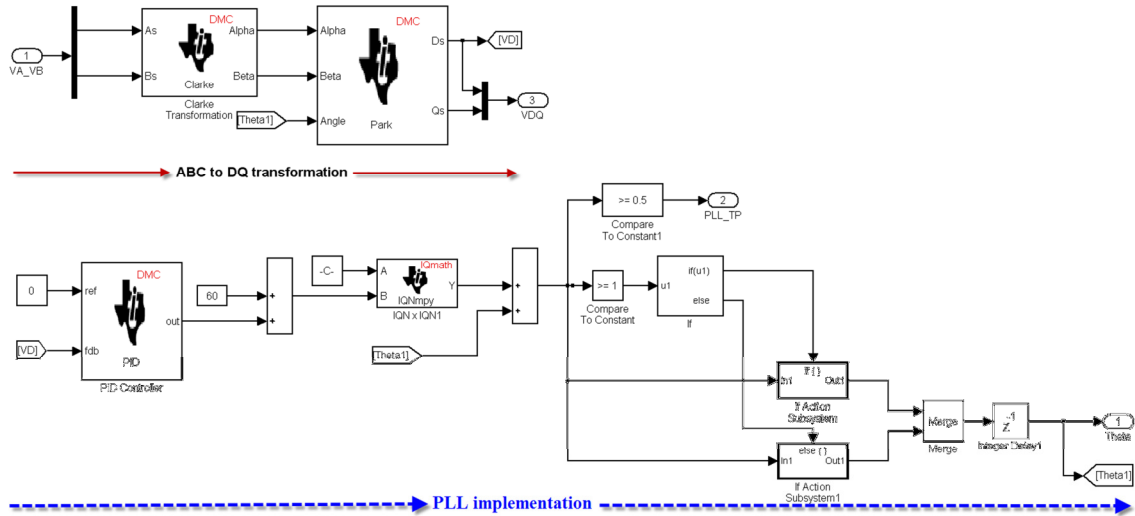 DMC
As
Alpha
Bs
Beta
Clarke
Clarke
Transformation
1
VA_VB
DMC
Alpha
Ds
Beta
Qs
Angle
Park
[Theta1]
[VD]
3
VDQ
ABC to DQ transformation
>= 0.5
Compare
To Constant1
2
PLL_TP
0
DMC
ref
out
fdb
PID
PID Controller
[VD]
60
+
+
-C-
IQmath
A
Y
B
IQNmpy
IQN x IQN1
[Theta1]
+
+
>= 1
Compare
To Constant
if(u1)
u1
else
If
if { }
In1
Out1
If Action
Subsystem
else { }
In1
Out1
If Action
Subsystem1
Merge
Merge
-1
Z
Integer Delay1
1
Theta
[Theta1]
PLL implementation